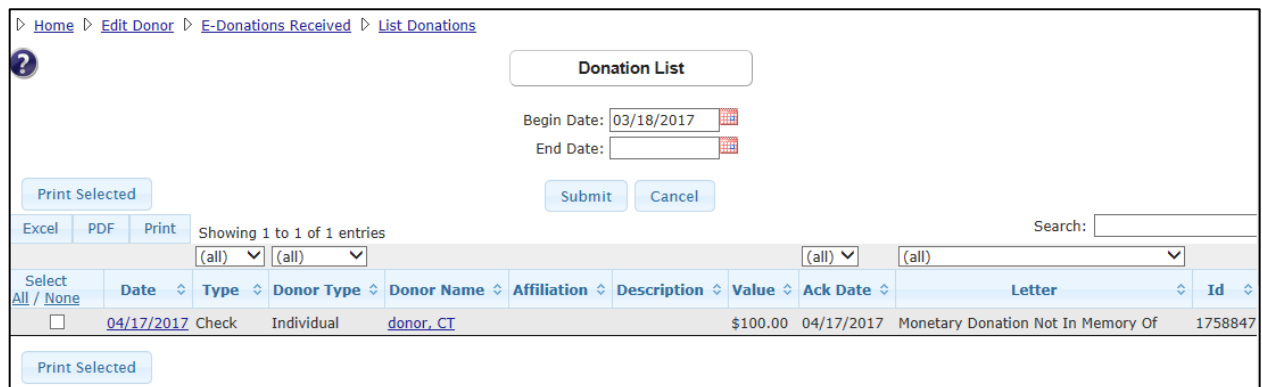 Home Edit Donor E-Donations Received List Donations
?
Donation List
Begin Date: 03/18/2017
End Date:
Print Selected
Submit Cancel
Excel PDF Print Showing 1 to 1 of 1 entries Search:
(all) (all) (all) (all)
Select
All / None Date Type Donor Type Donor Name Affiliation Description Value Ack Date Letter Id
04/17/2017 Check Individual donor, CT $100.00 04/17/2017 Monetary Donation Not In Memory Of 1758847
Print Selected